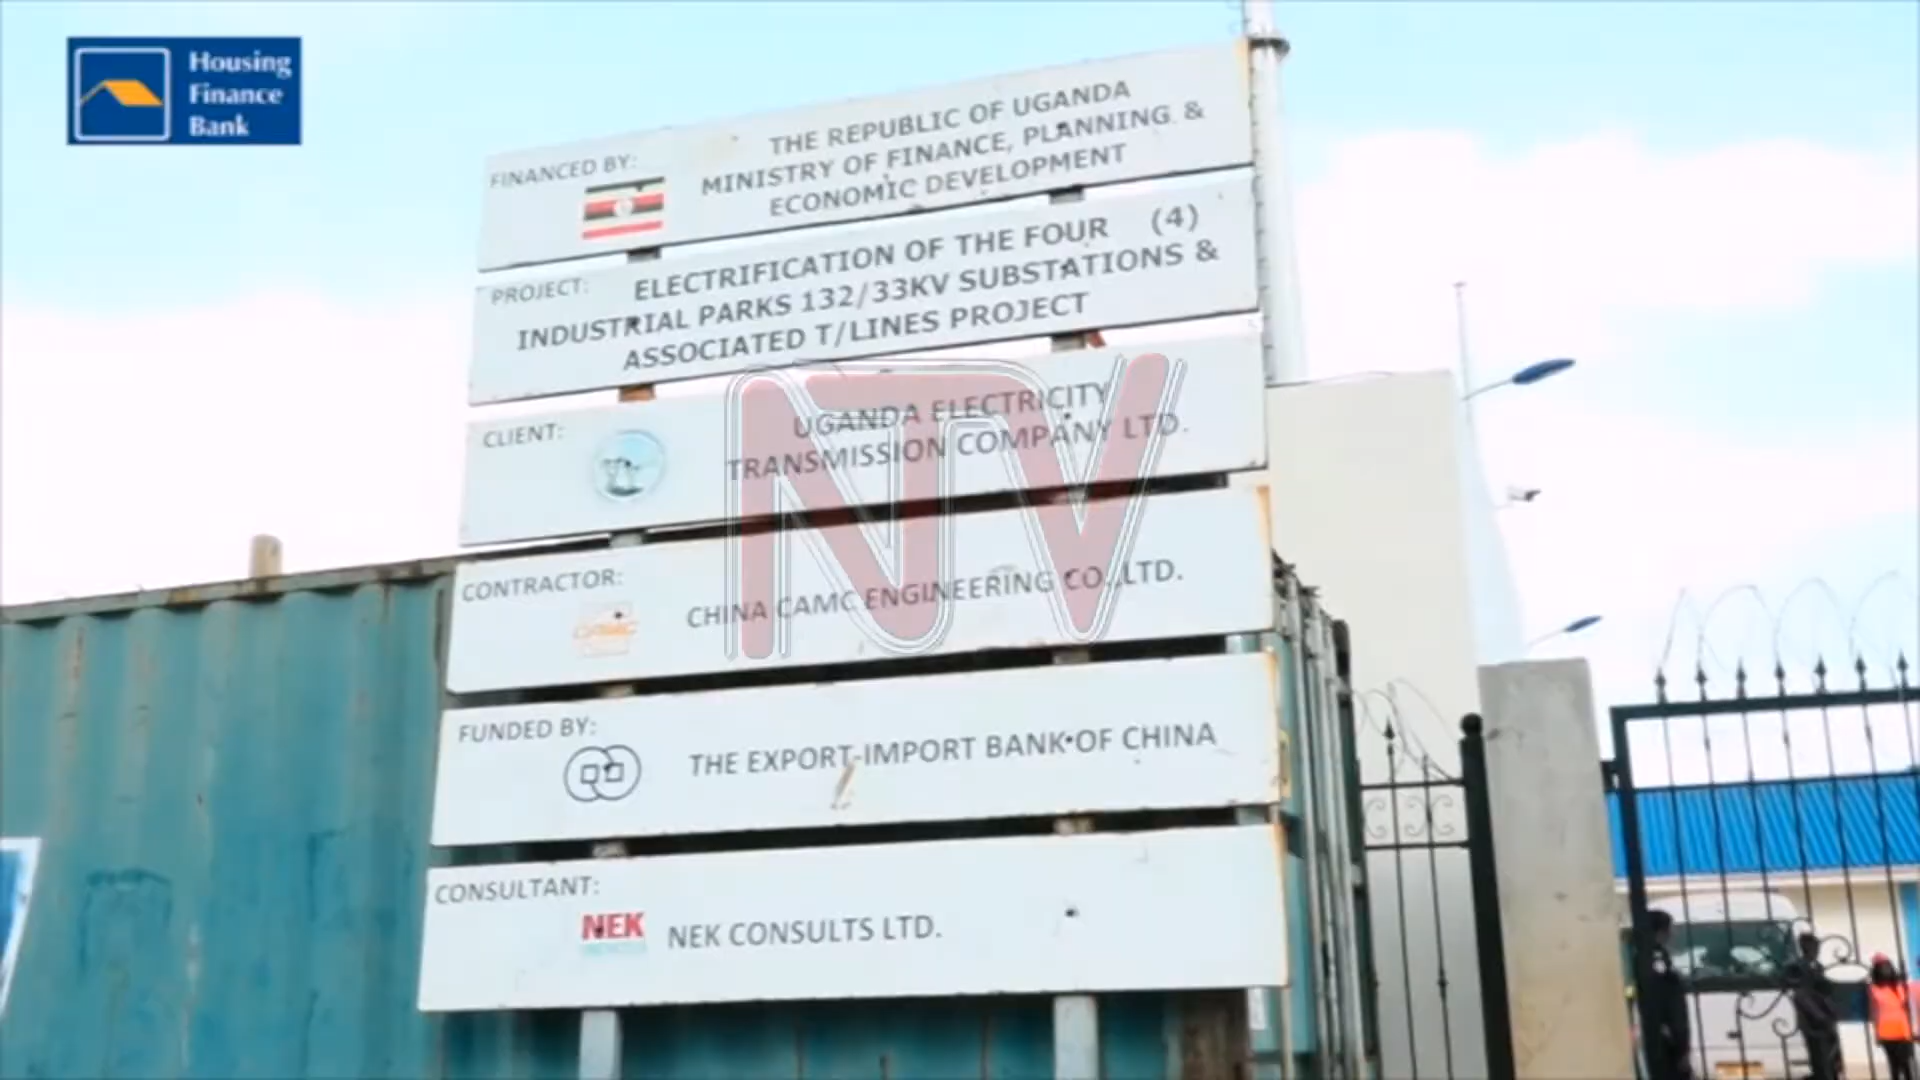 Housing
Finance
Bank
FINANCED BY:
THE REPUBLIC OF UGANDA
MINISTRY OF FINANCE, PLANNING &
ECONOMIC DEVELOPMENT
PROJECT:
ELECTRIFICATION OF THE FOUR (4)
INDUSTRIAL PARKS 132/33KV SUBSTATIONS &
ASSOCIATED T/LINES PROJECT
CLIENT:
UGANDA ELECTRICITY
TRANSMISSION COMPANY LTD.
NTV
CONTRACTOR:
CAMC
CHINA CAMC ENGINEERING CO.,LTD.
FUNDED BY:
THE EXPORT-IMPORT BANK OF CHINA
CONSULTANT:
NEK
NEK CONSULTS LTD.